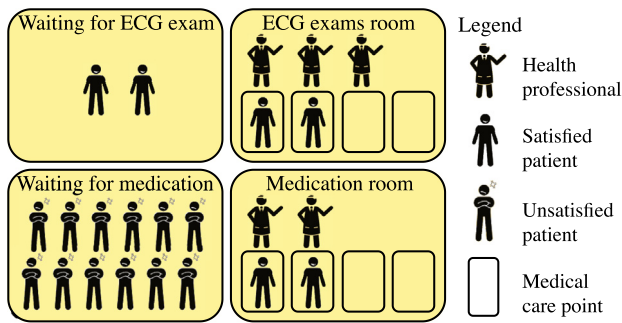 Waiting for ECG exam
ECG exams room
Legend
Health
professional
Satisfied
patient
Waiting for medication
Medication room
Unsatisfied
patient
Medical
care point